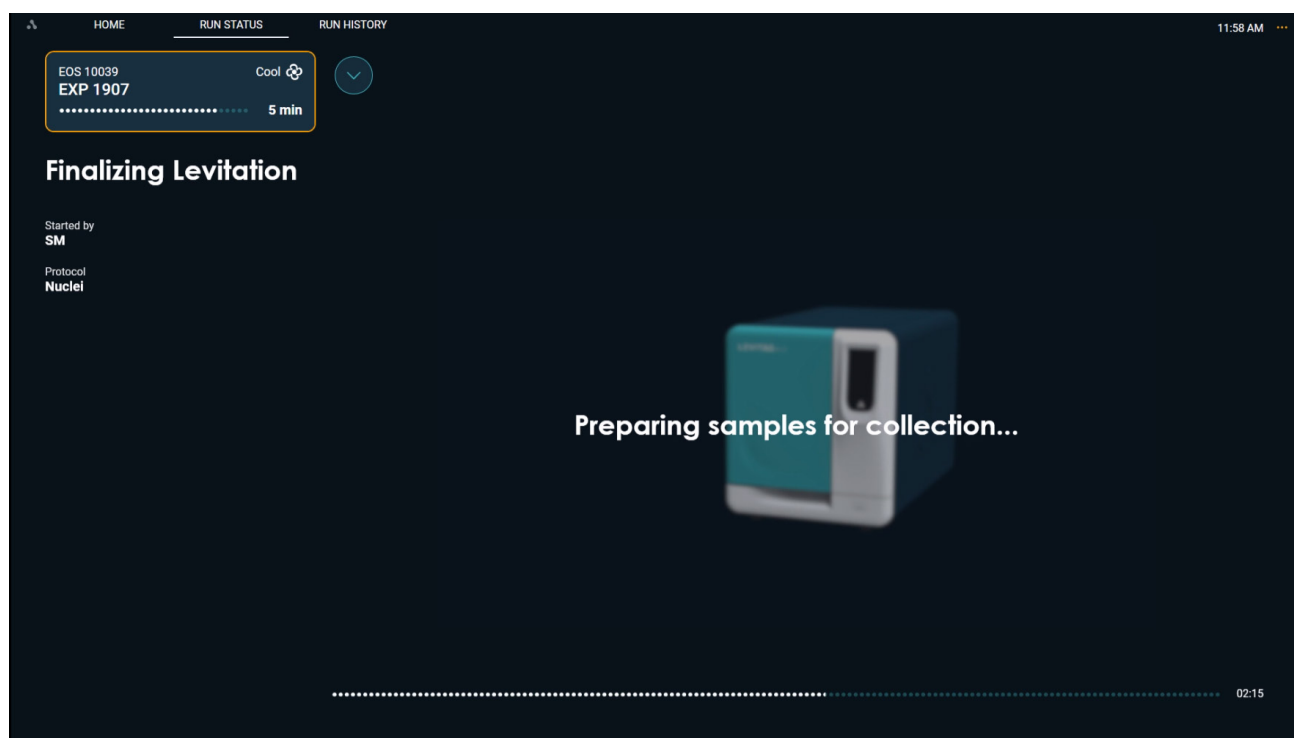 HOME RUN STATUS RUN HISTORY 11:58 AM
EOS 10039 Cool
EXP 1907
5 min
Finalizing Levitation
Started by
SM
Protocol
Nuclei
Preparing samples for collection...
02:15